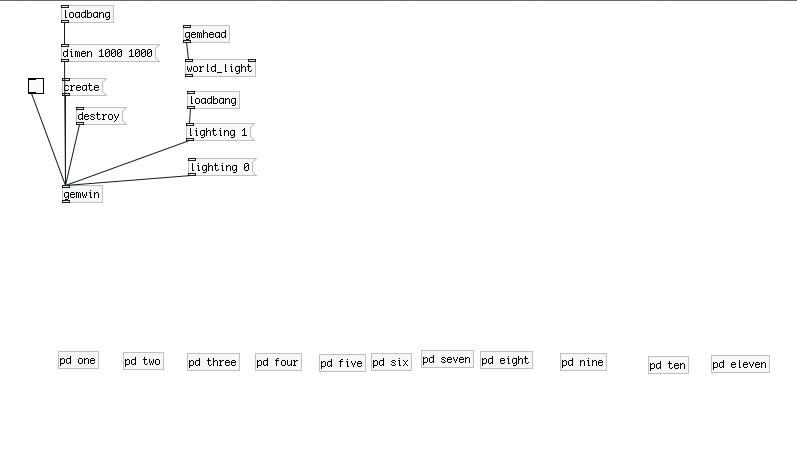 loadbang
dimen 1000 1000
create
destroy
gemwin
gemhead
world_light
loadbang
lighting 1
lighting 0
pd one
pd two
pd three
pd four
pd five
pd six
pd seven
pd eight
pd nine
pd ten
pd eleven